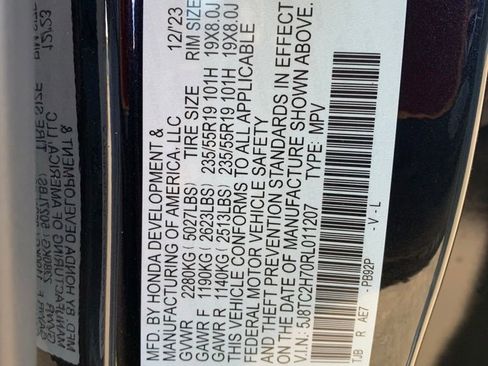 MFD. BY HONDA DEVELOPMENT &
MANUFACTURING OF AMERICA, LLC 12/23
GVWR 2280KG ( 5027LBS) TIRE SIZE RIM SIZE
GAWR F 1190KG ( 2623LBS) 235/55R19 101H 19X8.0J
GAWR R 1140KG ( 2513LBS) 235/55R19 101H 19X8.0J
THIS VEHICLE CONFORMS TO ALL APPLICABLE
FEDERAL MOTOR VEHICLE SAFETY
AND THEFT PREVENTION STANDARDS IN EFFECT
ON THE DATE OF MANUFACTURE SHOWN ABOVE.
V.I.N.: 5J8TC2H70RL011207 TYPE: MPV
TJB R AE7 -PB92P -V-L